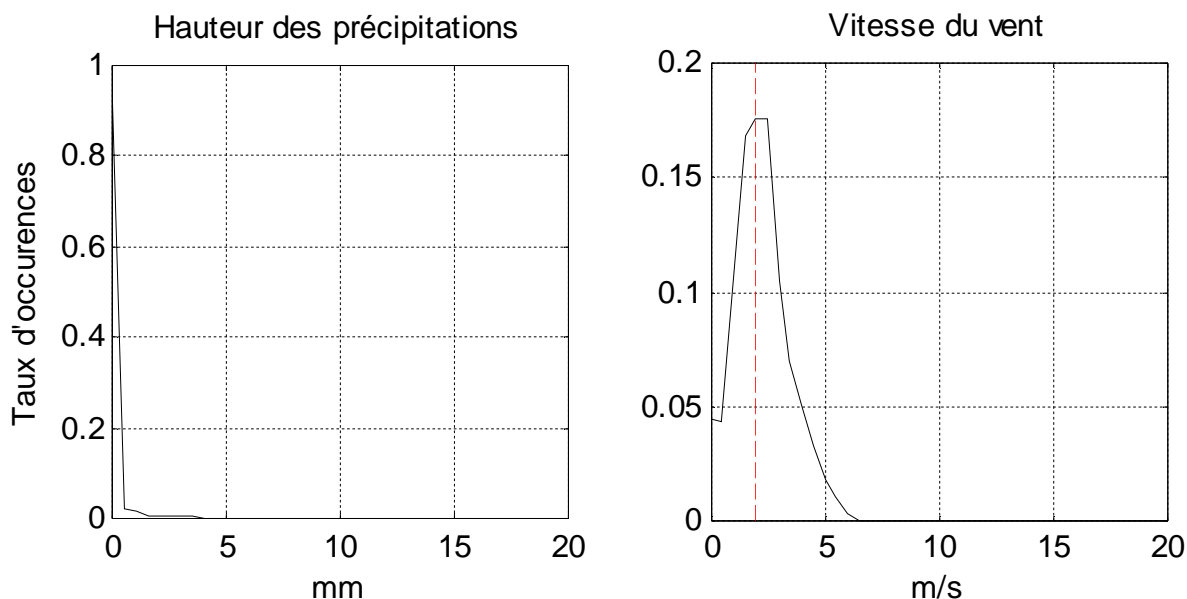 Hauteur des précipitations
1
0.8
0.6
0.4
0.2
0
Taux d'occurences
0 5 10 15 20
mm
Vitesse du vent
0.2
0.15
0.1
0.05
0
0 5 10 15 20
m/s